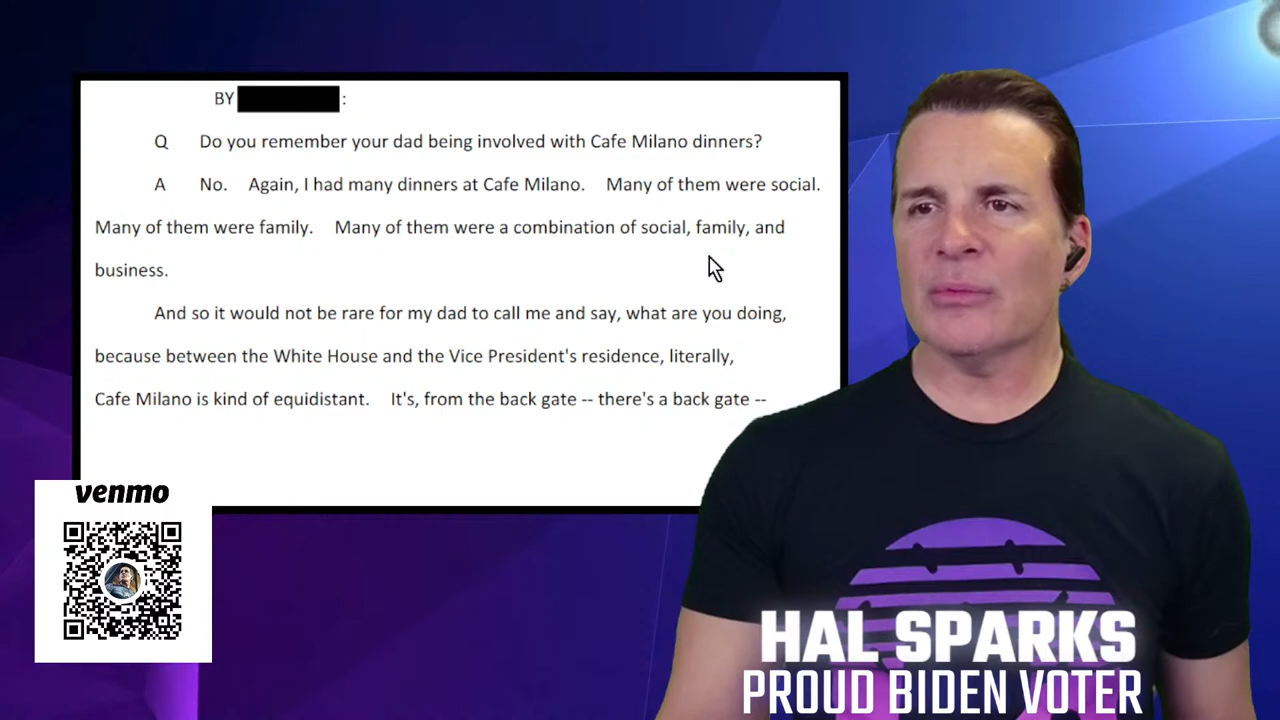 BY :
Q Do you remember your dad being involved with Cafe Milano dinners?
A No. Again, I had many dinners at Cafe Milano. Many of them were social.
Many of them were family. Many of them were a combination of social, family, and
business.
And so it would not be rare for my dad to call me and say, what are you doing,
because between the White House and the Vice President's residence, literally,
Cafe Milano is kind of equidistant. It's, from the back gate -- there's a back gate --
venmo
HAL SPARKS
PROUD BIDEN VOTER